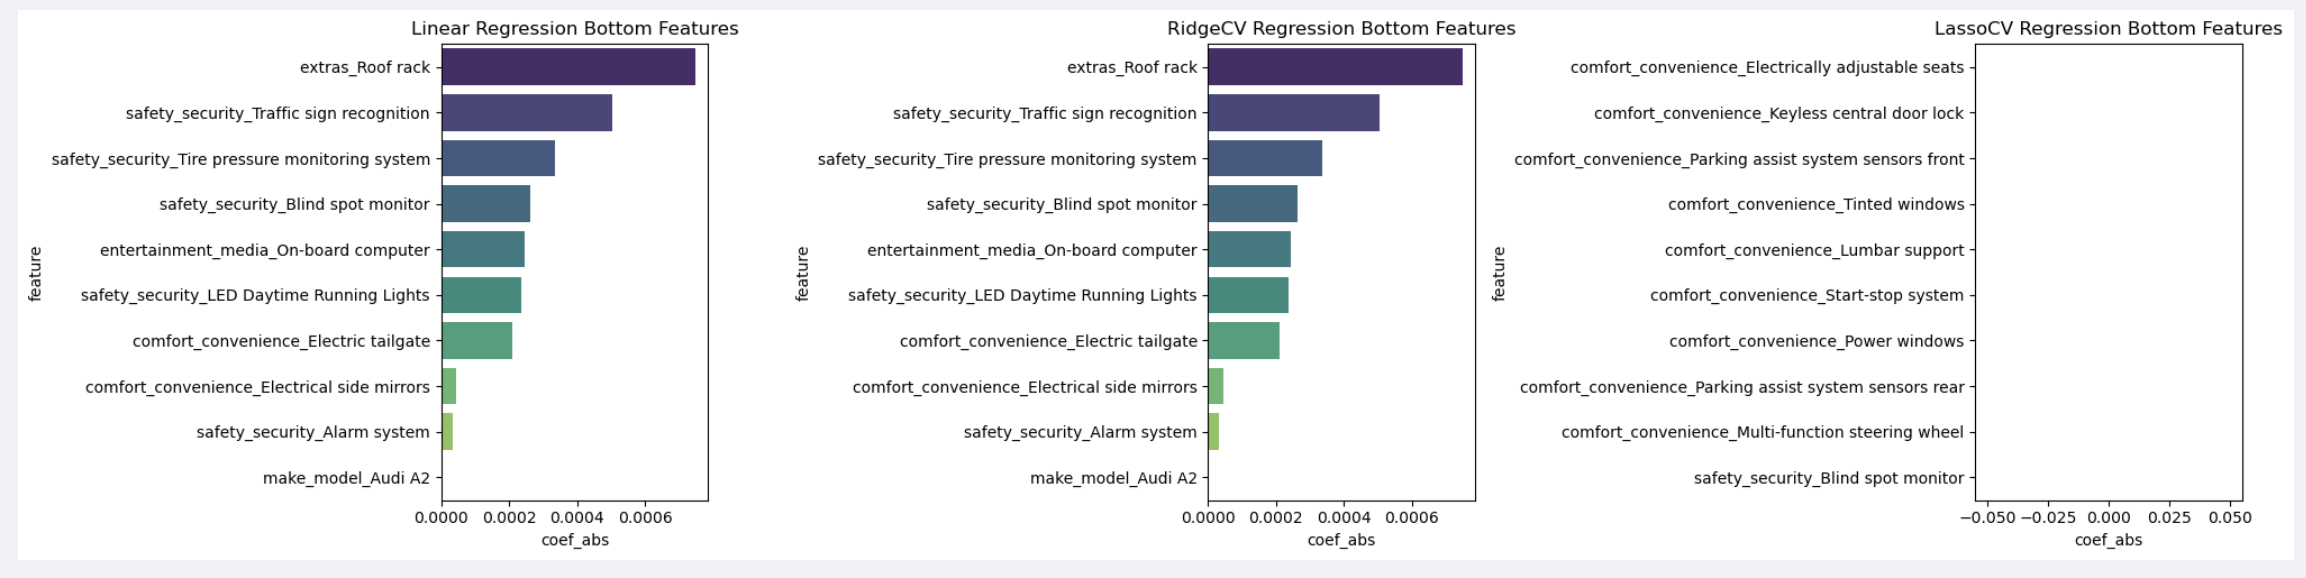 Linear Regression Bottom Features
feature
extras_Roof rack
safety_security_Traffic sign recognition
safety_security_Tire pressure monitoring system
safety_security_Blind spot monitor
entertainment_media_On-board computer
safety_security_LED Daytime Running Lights
comfort_convenience_Electric tailgate
comfort_convenience_Electrical side mirrors
safety_security_Alarm system
make_model_Audi A2
0.0000 0.0002 0.0004 0.0006
coef_abs
RidgeCV Regression Bottom Features
feature
extras_Roof rack
safety_security_Traffic sign recognition
safety_security_Tire pressure monitoring system
safety_security_Blind spot monitor
entertainment_media_On-board computer
safety_security_LED Daytime Running Lights
comfort_convenience_Electric tailgate
comfort_convenience_Electrical side mirrors
safety_security_Alarm system
make_model_Audi A2
0.0000 0.0002 0.0004 0.0006
coef_abs
LassoCV Regression Bottom Features
feature
comfort_convenience_Electrically adjustable seats
comfort_convenience_Keyless central door lock
comfort_convenience_Parking assist system sensors front
comfort_convenience_Tinted windows
comfort_convenience_Lumbar support
comfort_convenience_Start-stop system
comfort_convenience_Power windows
comfort_convenience_Parking assist system sensors rear
comfort_convenience_Multi-function steering wheel
safety_security_Blind spot monitor
−0.050 −0.025 0.000 0.025 0.050
coef_abs